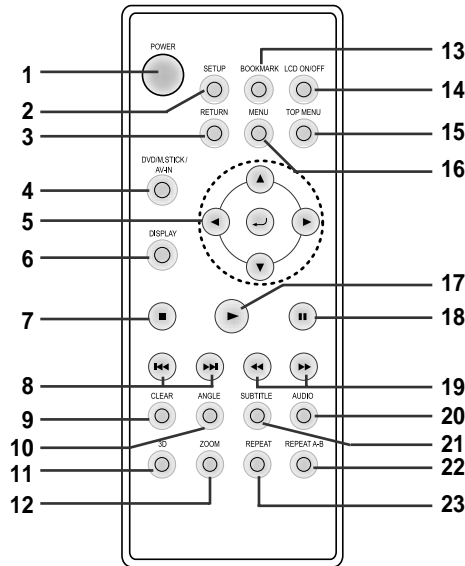 POWER
1
SETUP BOOKMARK LCD ON/OFF
13
2
14
3
RETURN MENU TOP MENU
15
16
DVD/M.STICK/
AV-IN
4
5
DISPLAY
6
17
7
18
8
19
CLEAR ANGLE SUBTITLE AUDIO
9
20
10
21
3D ZOOM REPEAT REPEAT A-B
11
22
12
23